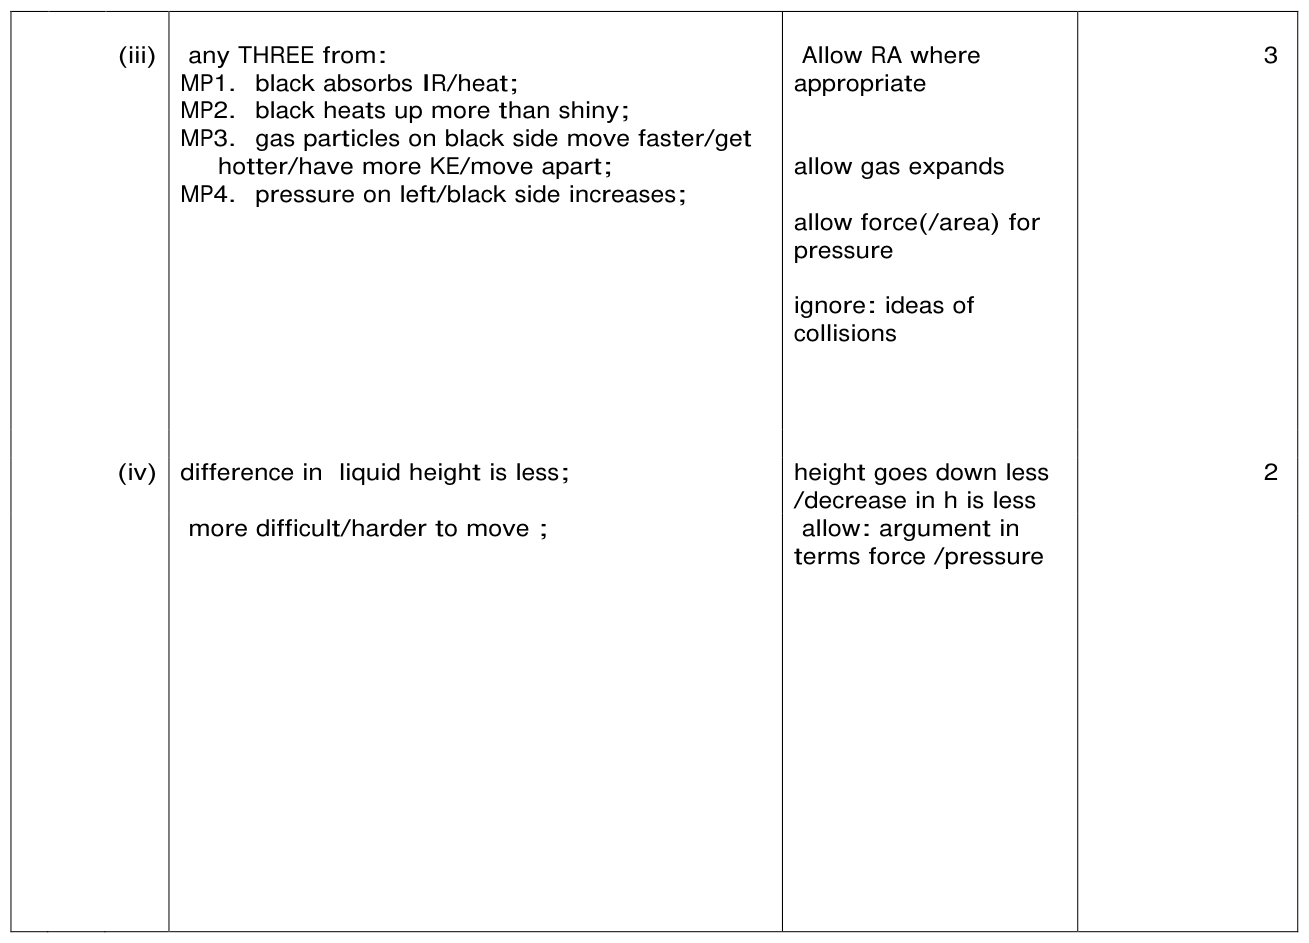 (iii) any THREE from: Allow RA where 3
MP1. black absorbs IR/heat; appropriate
MP2. black heats up more than shiny;
MP3. gas particles on black side move faster/get
hotter/have more KE/move apart; allow gas expands
MP4. pressure on left/black side increases;
allow force(/area) for
pressure
ignore: ideas of
collisions
(iv) difference in liquid height is less; height goes down less 2
/decrease in h is less
more difficult/harder to move ; allow: argument in
terms force /pressure